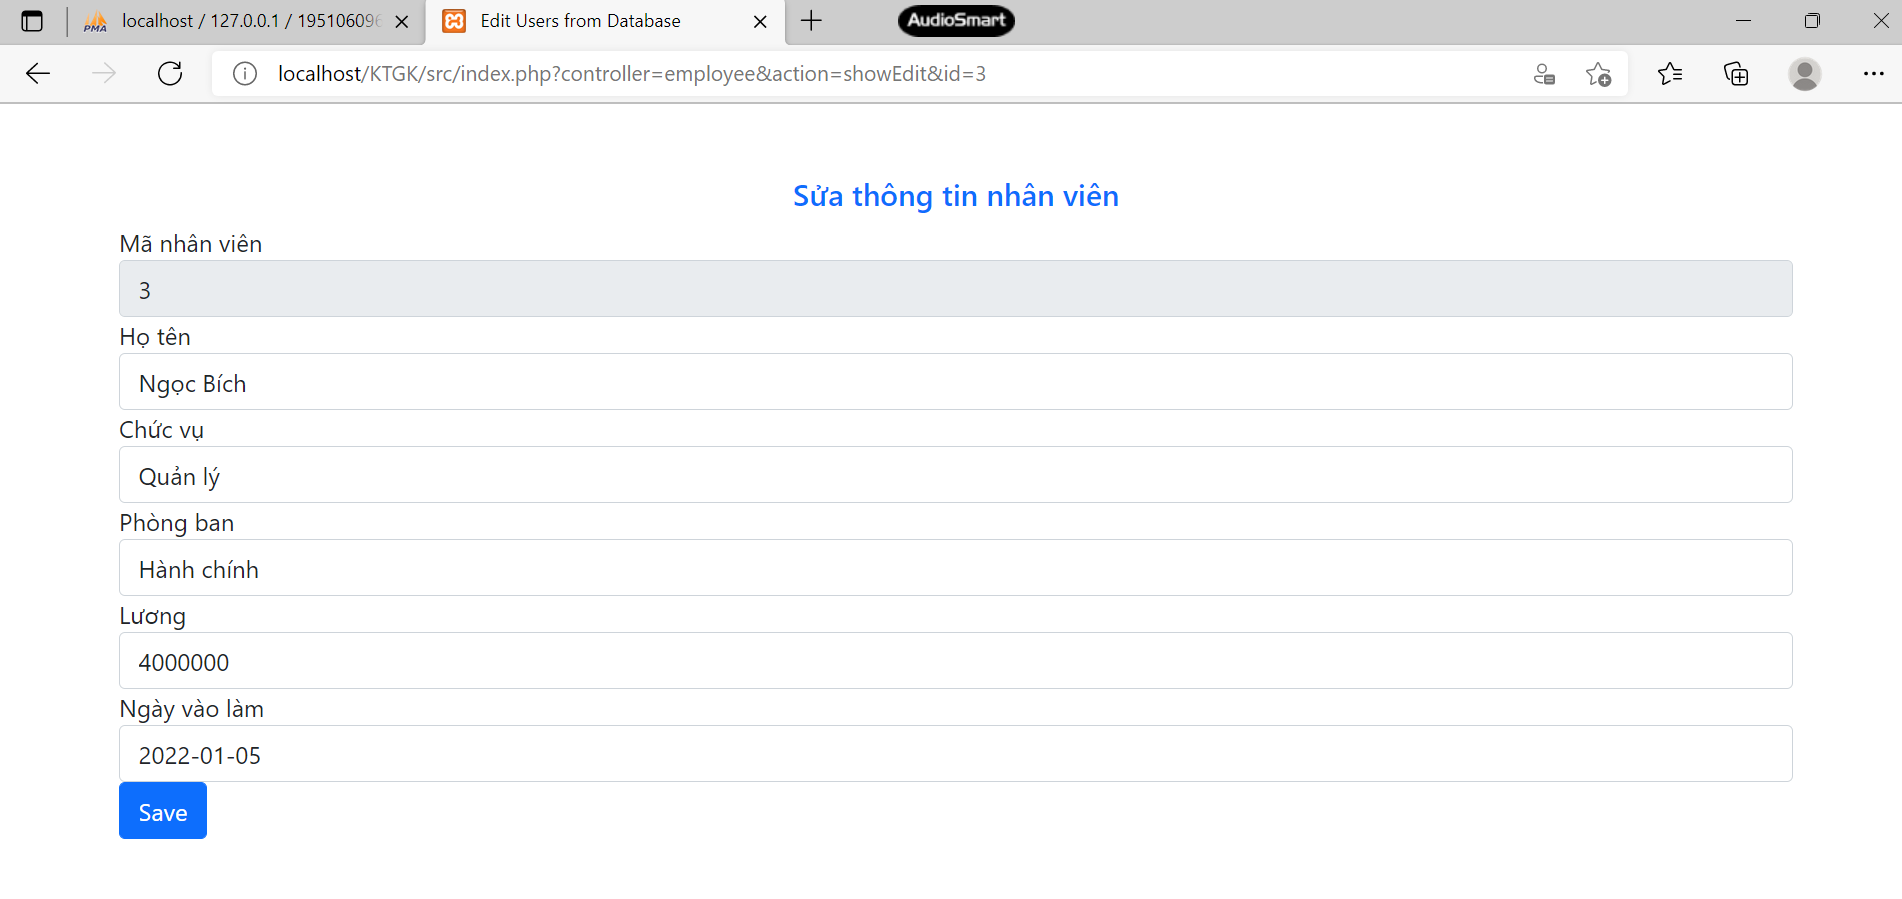 localhost / 127.0.0.1 / 195106096
Edit Users from Database
AudioSmart
localhost/KTGK/src/index.php?controller=employee&action=showEdit&id=3
Sửa thông tin nhân viên
Mã nhân viên
3
Họ tên
Ngọc Bích
Chức vụ
Quản lý
Phòng ban
Hành chính
Lương
4000000
Ngày vào làm
2022-01-05
Save